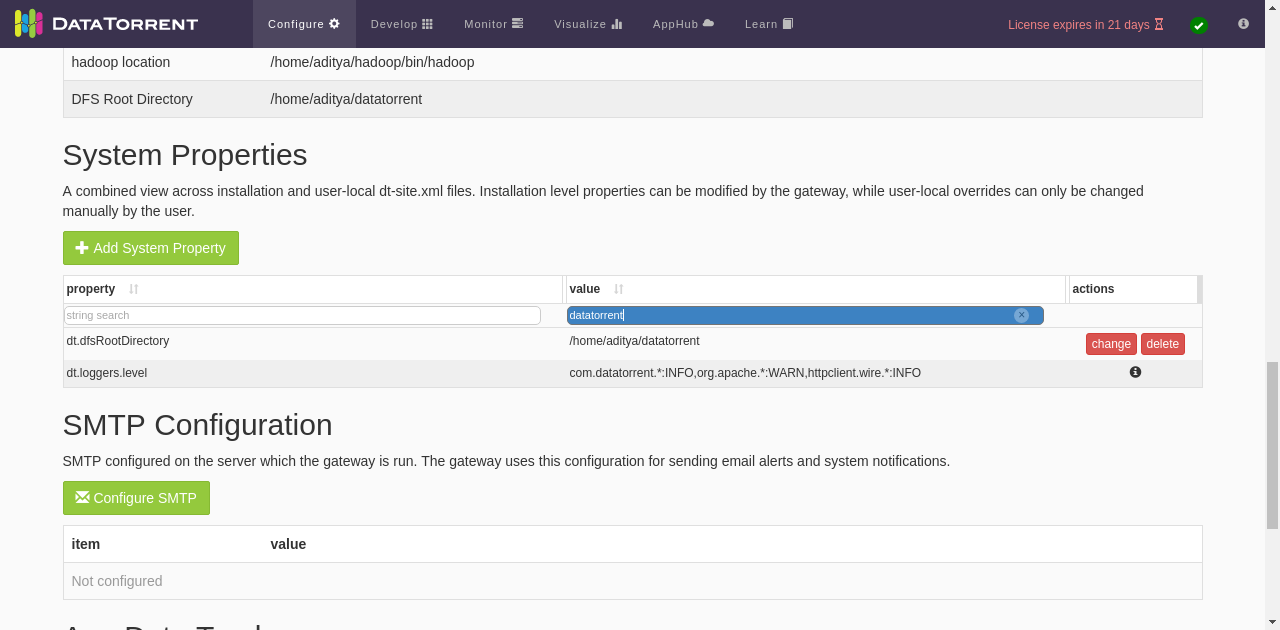 DATATORRENT Configure Develop Monitor Visualize AppHub Learn License expires in 21 days
hadoop location /home/aditya/hadoop/bin/hadoop
DFS Root Directory /home/aditya/datatorrent
System Properties
A combined view across installation and user-local dt-site.xml files. Installation level properties can be modified by the gateway, while user-local overrides can only be changed
manually by the user.
Add System Property
property value actions
string search datatorrent
dt.dfsRootDirectory /home/aditya/datatorrent change delete
dt.loggers.level com.datatorrent.*:INFO,org.apache.*:WARN,httpclient.wire.*:INFO
SMTP Configuration
SMTP configured on the server which the gateway is run. The gateway uses this configuration for sending email alerts and system notifications.
Configure SMTP
item value
Not configured